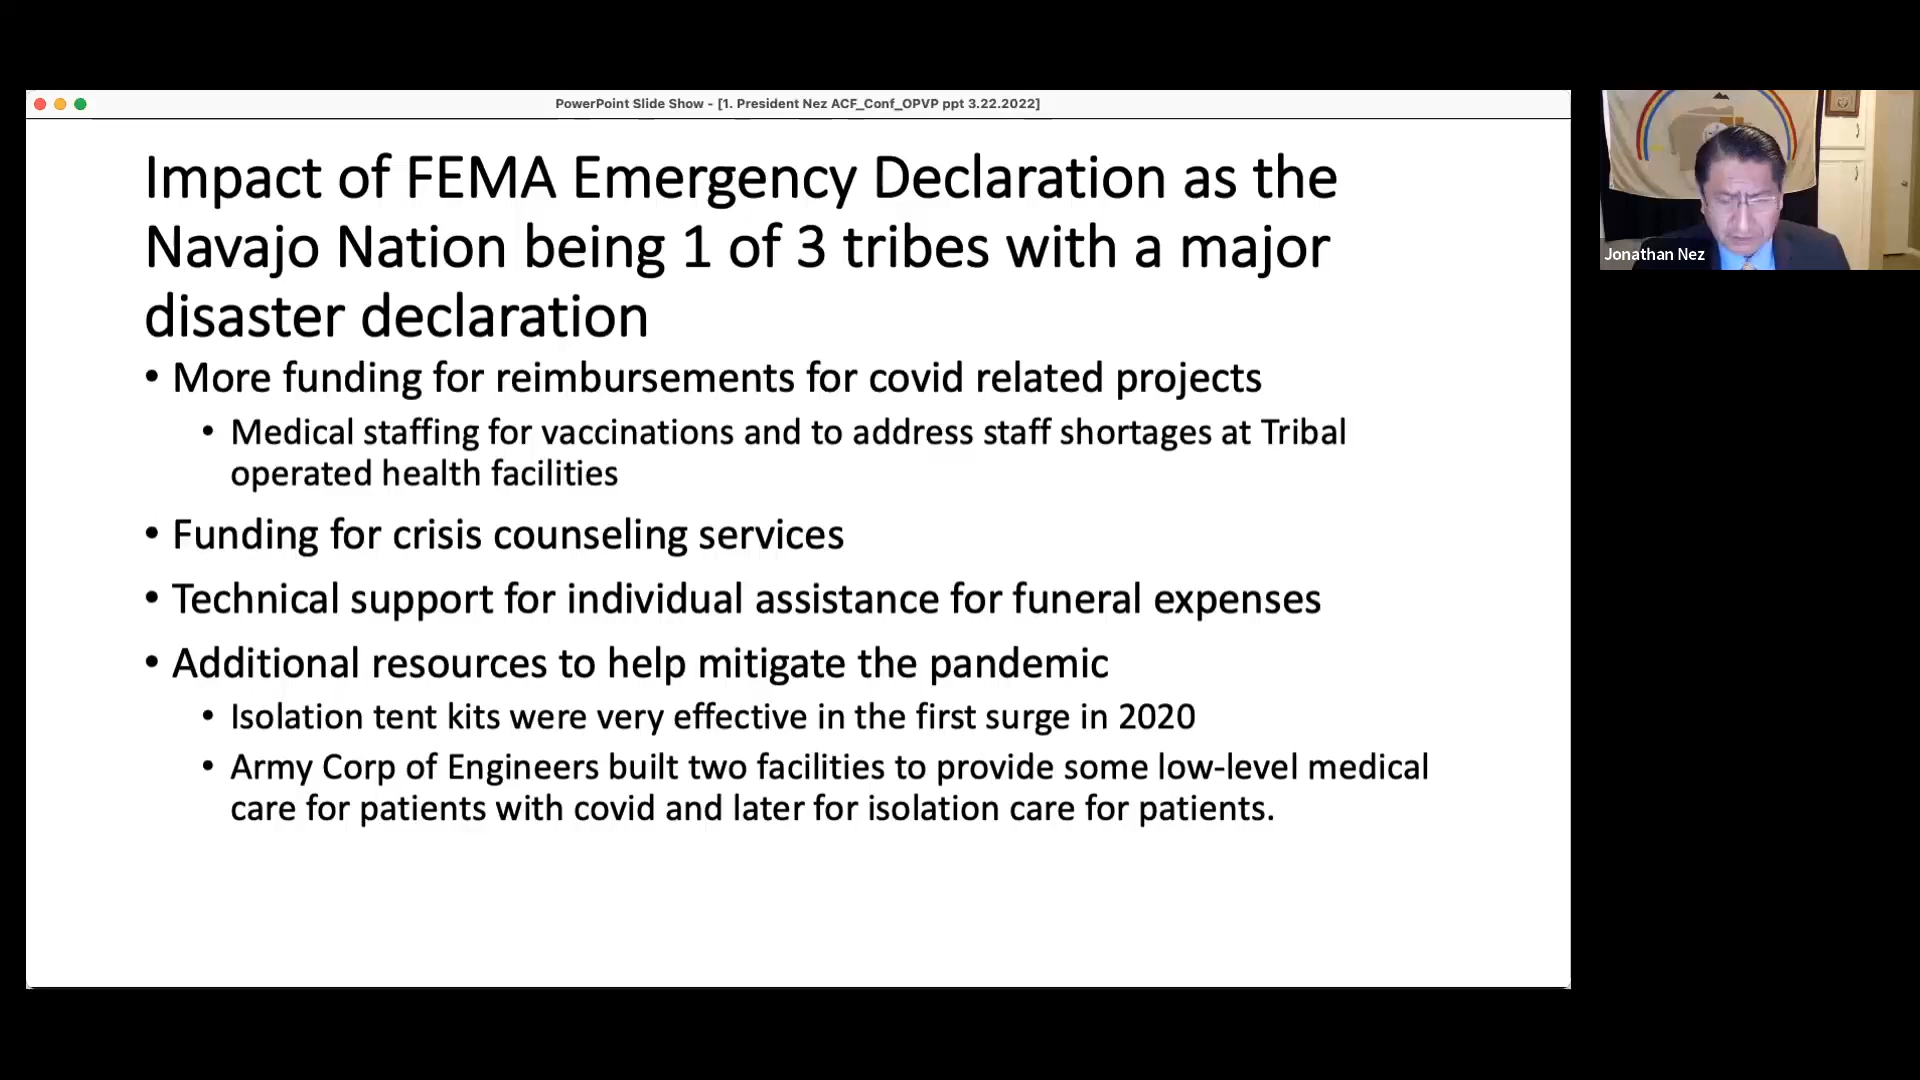 PowerPoint Slide Show - [1. President Nez ACF_Conf_OPVP ppt 3.22.2022]
Impact of FEMA Emergency Declaration as the
Navajo Nation being 1 of 3 tribes with a major
disaster declaration
• More funding for reimbursements for covid related projects
• Medical staffing for vaccinations and to address staff shortages at Tribal
operated health facilities
• Funding for crisis counseling services
• Technical support for individual assistance for funeral expenses
• Additional resources to help mitigate the pandemic
• Isolation tent kits were very effective in the first surge in 2020
• Army Corp of Engineers built two facilities to provide some low-level medical
care for patients with covid and later for isolation care for patients.
Jonathan Nez